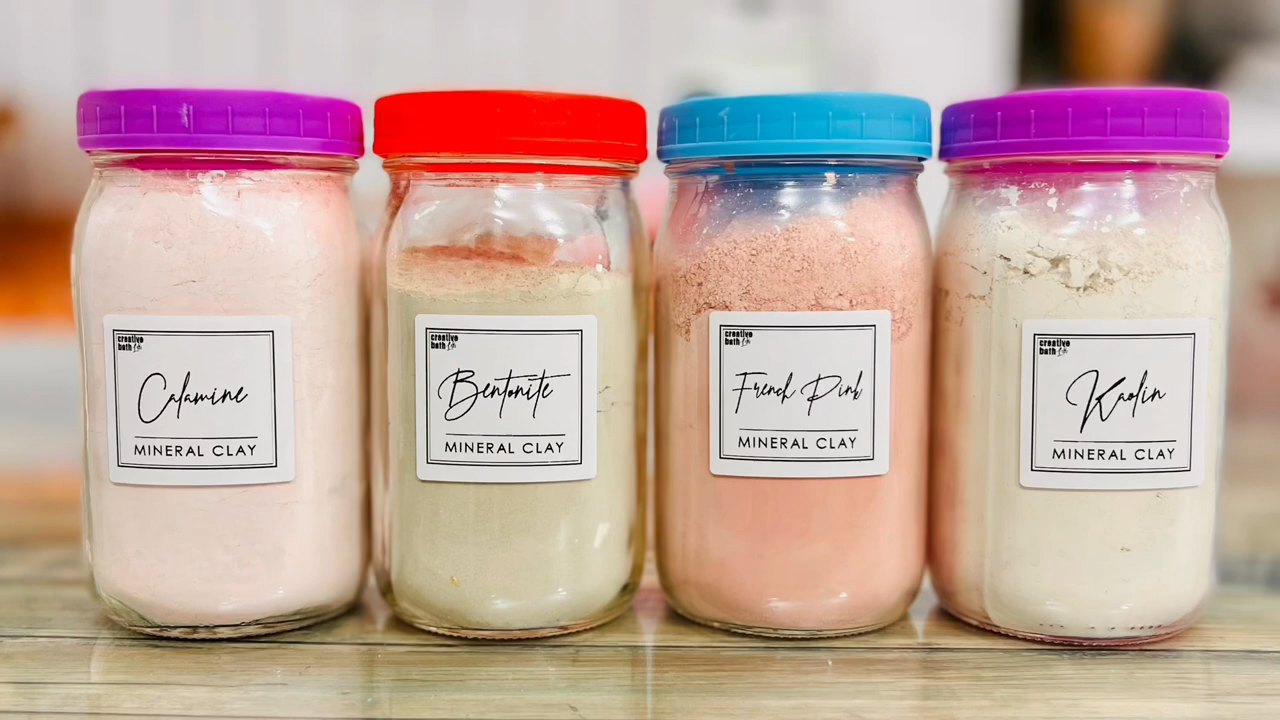 creative
bath
Calamine
MINERAL CLAY
creative
bath
Bentonite
MINERAL CLAY
creative
bath
French Pink
MINERAL CLAY
creative
bath
Kaolin
MINERAL CLAY